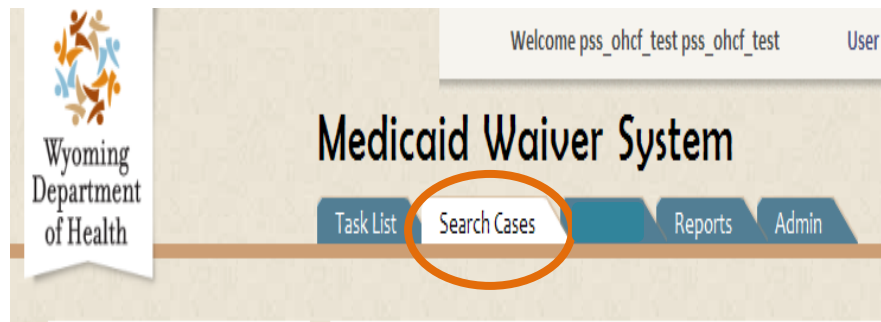 Welcome pss_ohcf_test pss_ohcf_test User
Wyoming
Department
of Health
Medicaid Waiver System
Task List Search Cases Reports Admin